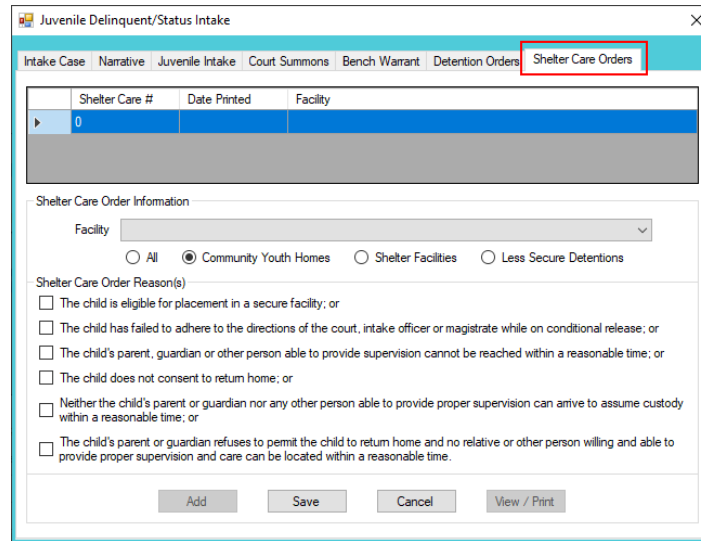 Juvenile Delinquent/Status Intake
Intake Case Narrative Juvenile Intake Court Summons Bench Warrant Detention Orders Shelter Care Orders
Shelter Care # Date Printed Facility
0
Shelter Care Order Information
Facility
All Community Youth Homes Shelter Facilities Less Secure Detentions
Shelter Care Order Reason(s)
The child is eligible for placement in a secure facility; or
The child has failed to adhere to the directions of the court, intake officer or magistrate while on conditional release; or
The child's parent, guardian or other person able to provide supervision cannot be reached within a reasonable time; or
The child does not consent to return home; or
Neither the child's parent or guardian nor any other person able to provide proper supervision can arrive to assume custody
within a reasonable time; or
The child's parent or guardian refuses to permit the child to return home and no relative or other person willing and able to
provide proper supervision and care can be located within a reasonable time.
Add Save Cancel View / Print